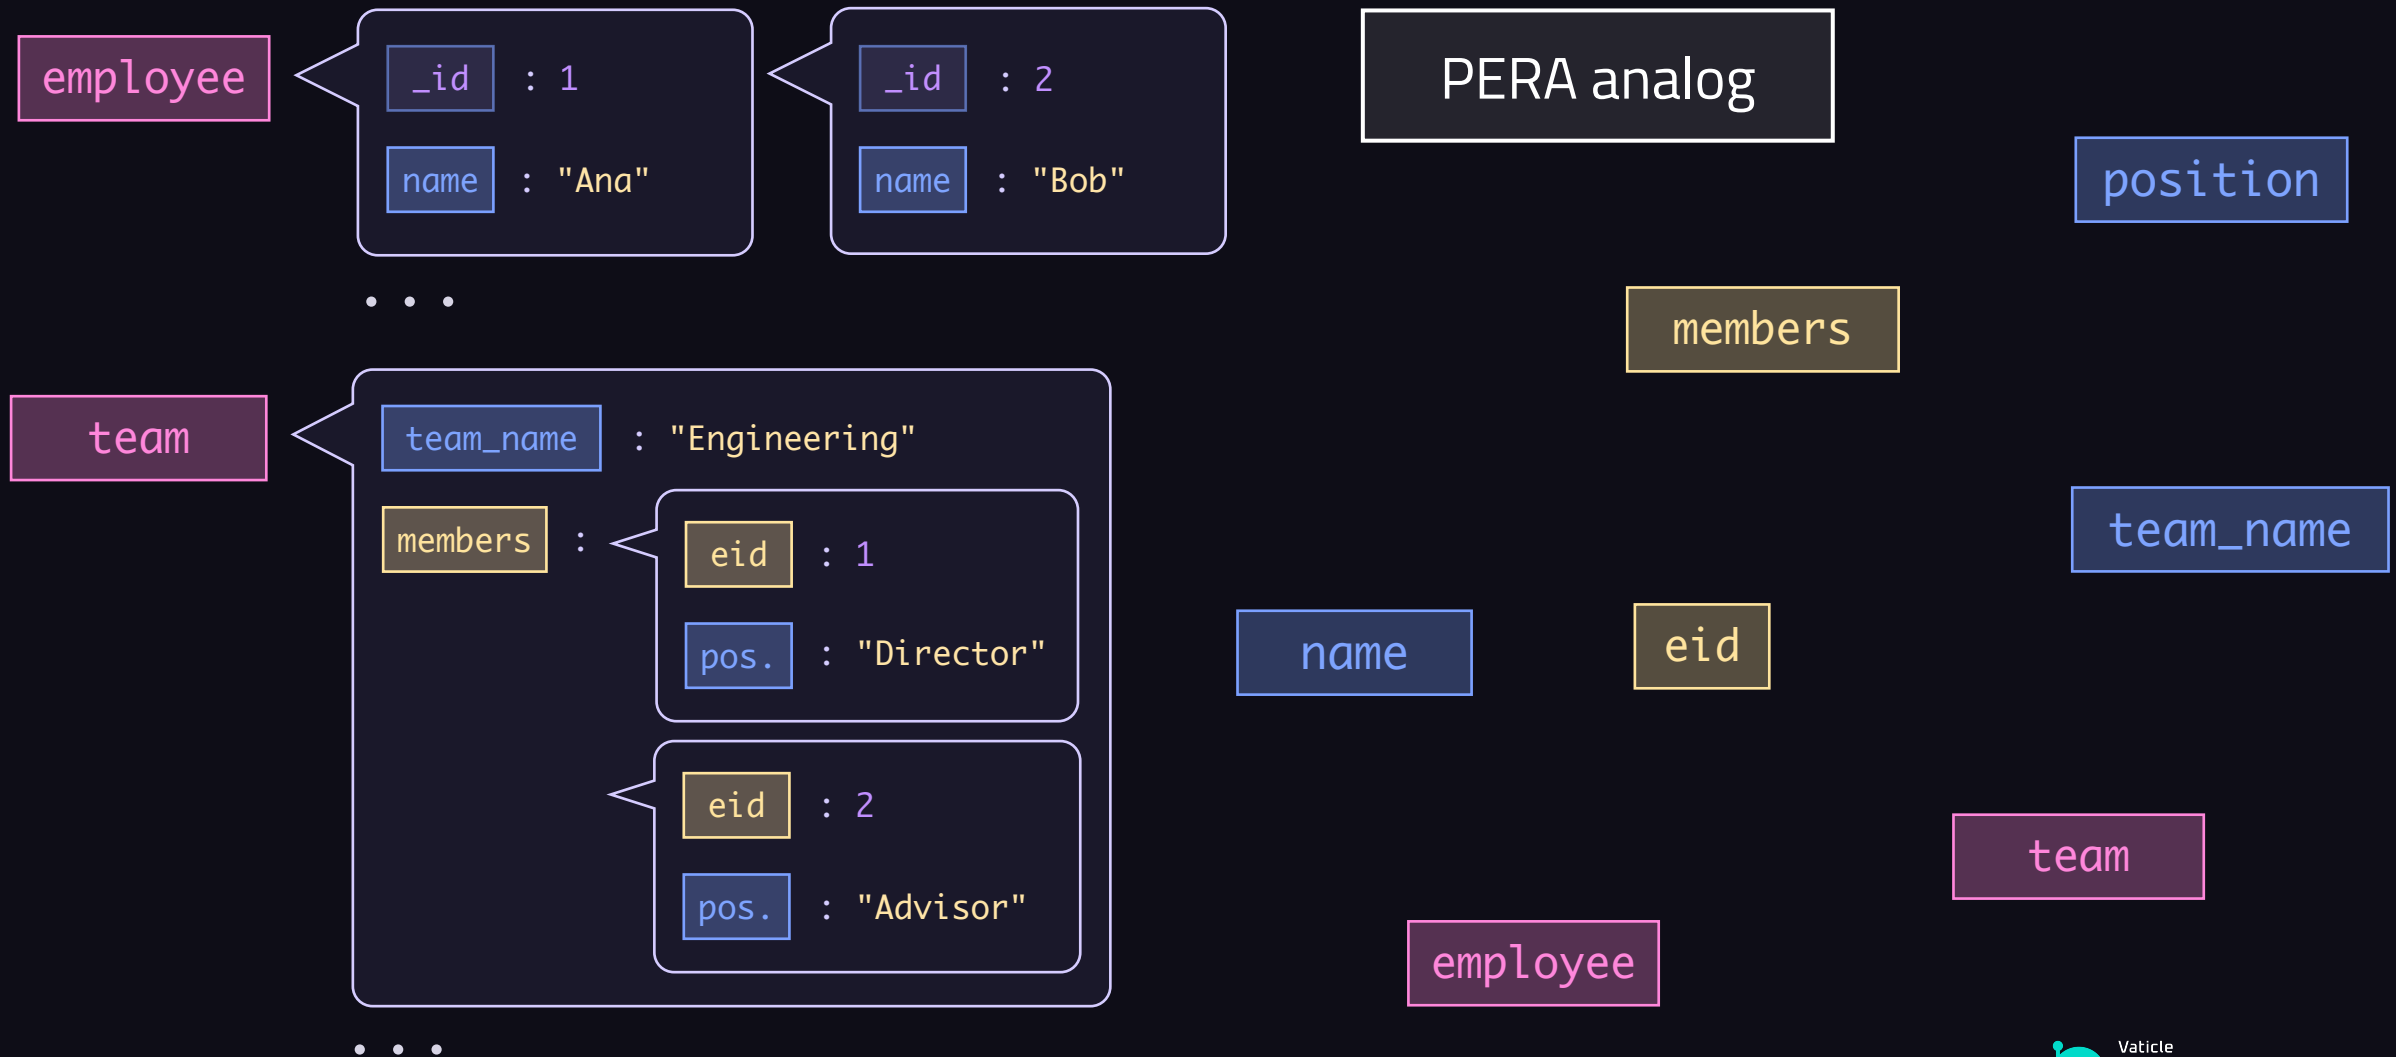 employee
_id : 1
name : "Ana"
_id : 2
name : "Bob"
. . .
team
team_name : "Engineering"
members :
eid : 1
pos. : "Director"
eid : 2
pos. : "Advisor"
. . .
PERA analog
position
members
team_name
name
eid
team
employee
Vaticle